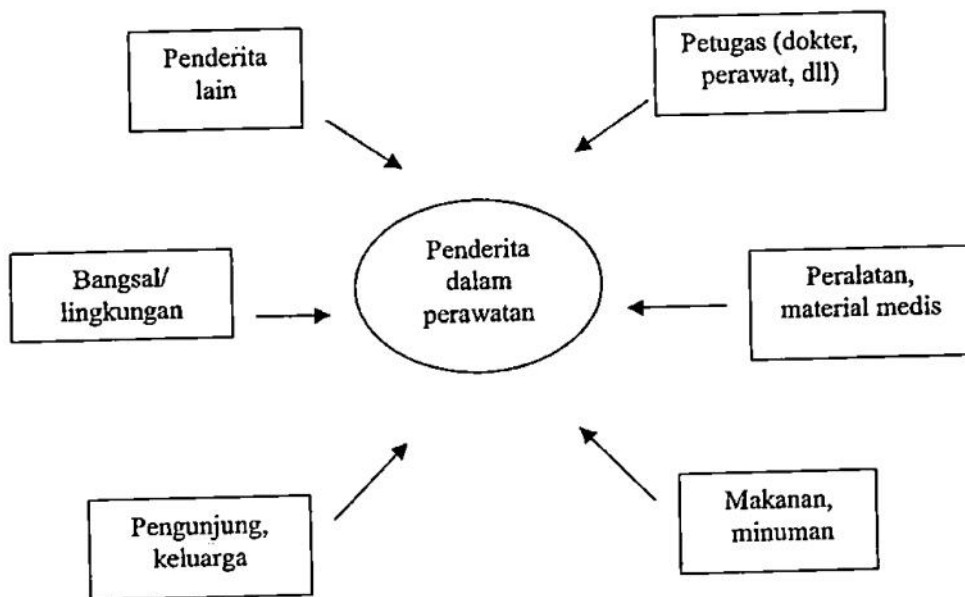 Penderita
lain
Petugas (dokter,
perawat, dll)
Bangsal/
lingkungan
Penderita
dalam
perawatan
Peralatan,
material medis
Pengunjung,
keluarga
Makanan,
minuman